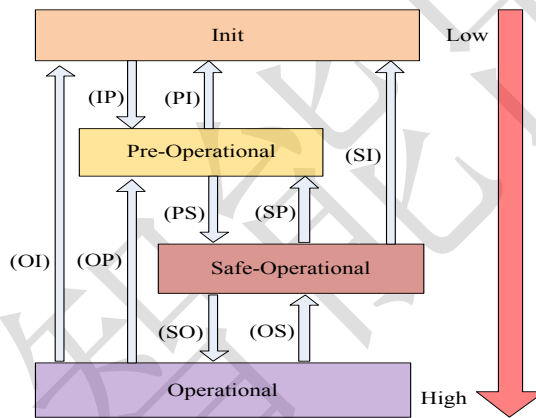 Init
Low
(IP)
(PI)
Pre-Operational
(SI)
(PS)
(SP)
(OI)
(OP)
Safe-Operational
(SO)
(OS)
Operational
High